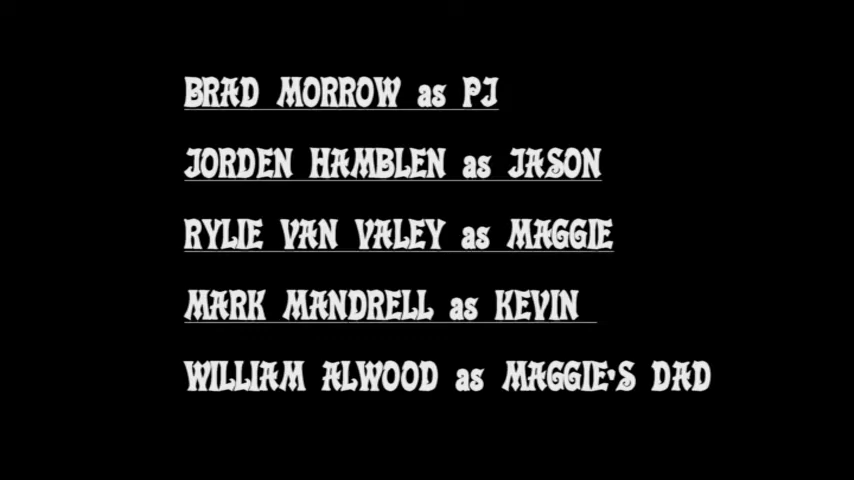 BRAD MORROW as PJ
JORDEN HAMBLEN as JASON
RYLIE VAN VALEY as MAGGIE
MARK MANDRELL as KEVIN
WILLIAM ALWOOD as MAGGIE'S DAD